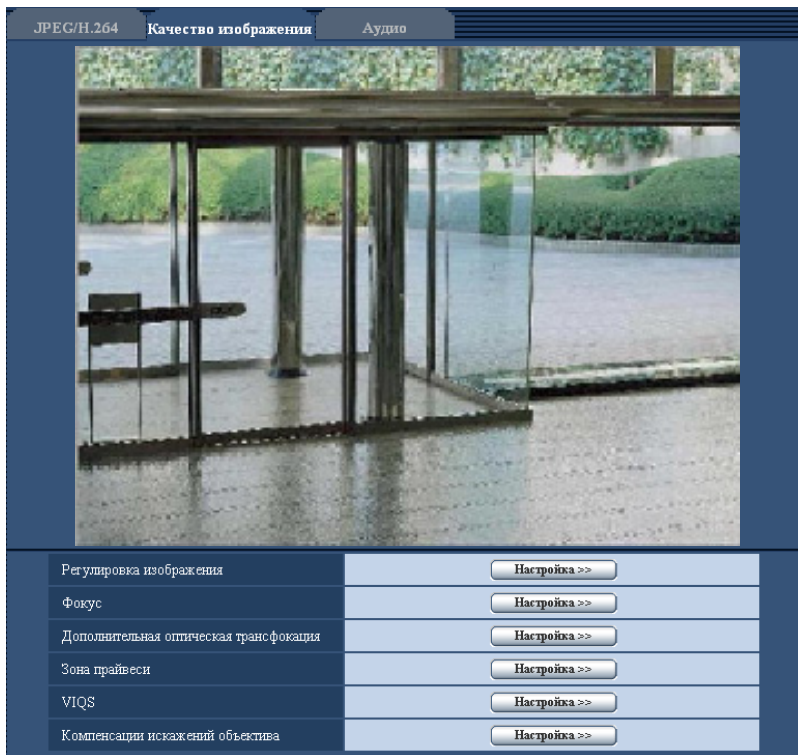 JPEG/H.264 Качество изображения Аудио
Регулировка изображения Настройка >>
Фокус Настройка >>
Дополнительная оптическая трансфокация Настройка >>
Зона прайвеси Настройка >>
VIQS Настройка >>
Компенсации искажений объектива Настройка >>